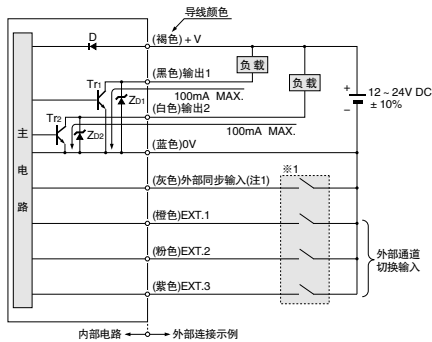 导线颜色
D
(褐色)＋V
负 载
(黑色)输出1
负 载
Tr1
100mA MAX.
ZD1
(白色)输出2
+ 12 ~ 24V DC
− ± 10%
Tr2
100mA MAX.
ZD2
主 电 路
(蓝色)0V
※1
(灰色)外部同步输入(注1)
(橙色)EXT.1
(粉色)EXT.2
外部通道
切换输入
(紫色)EXT.3
内部电路 外部连接示例